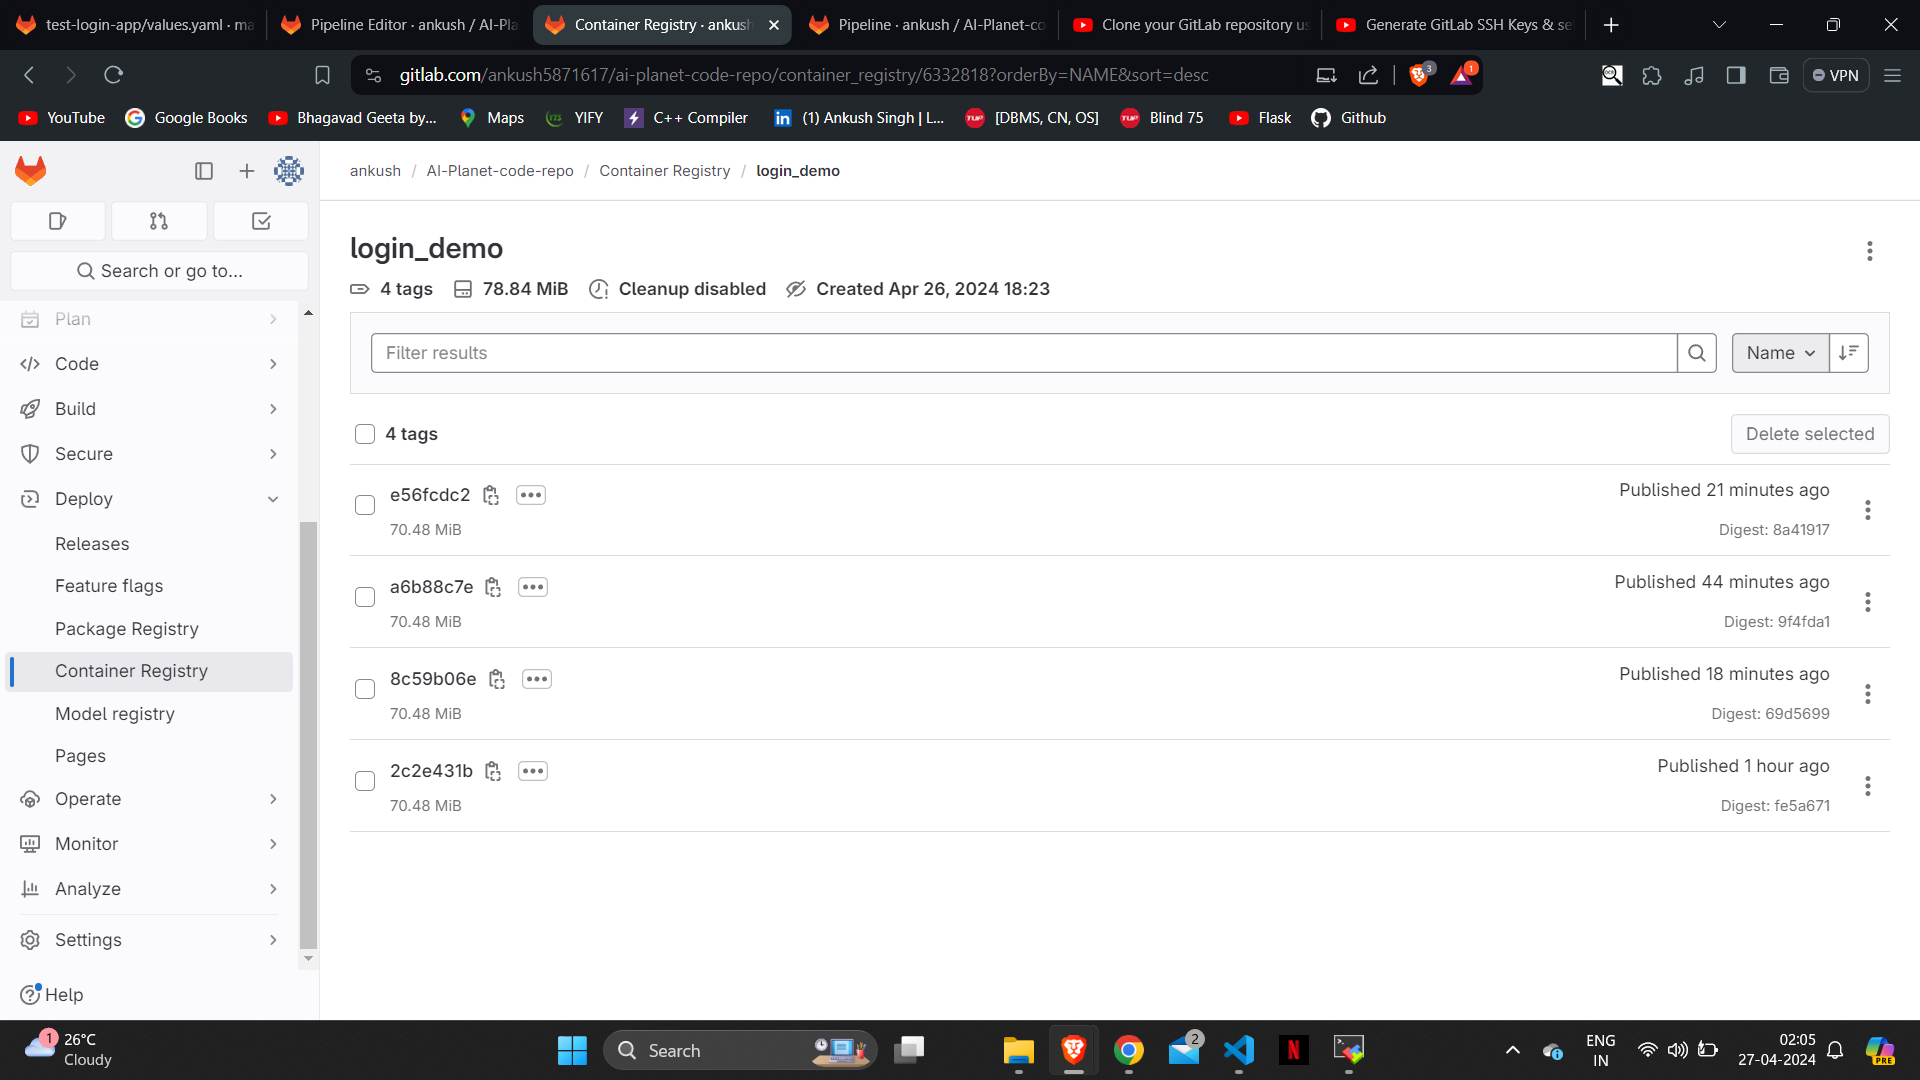 test-login-app/values.yaml · ma
Pipeline Editor · ankush / AI-Pla
Container Registry · ankush
Pipeline · ankush / AI-Planet-co
Clone your GitLab repository us
Generate GitLab SSH Keys & se
gitlab.com/ankush5871617/ai-planet-code-repo/container_registry/6332818?orderBy=NAME&sort=desc
3
1
VPN
YouTube
Google Books
Bhagavad Geeta by...
Maps
YIFY
C++ Compiler
(1) Ankush Singh | L...
[DBMS, CN, OS]
Blind 75
Flask
Github
ankush / AI-Planet-code-repo / Container Registry / login_demo
Search or go to...
Plan
Code
Build
Secure
Deploy
Releases
Feature flags
Package Registry
Container Registry
Model registry
Pages
Operate
Monitor
Analyze
Settings
Help
login_demo
4 tags
78.84 MiB
Cleanup disabled
Created Apr 26, 2024 18:23
Filter results
Name
4 tags
Delete selected
e56fcdc2
Published 21 minutes ago
70.48 MiB
Digest: 8a41917
a6b88c7e
Published 44 minutes ago
70.48 MiB
Digest: 9f4fda1
8c59b06e
Published 18 minutes ago
70.48 MiB
Digest: 69d5699
2c2e431b
Published 1 hour ago
70.48 MiB
Digest: fe5a671
1
26°C
Cloudy
Search
2
ENG
IN
02:05
27-04-2024
PRE